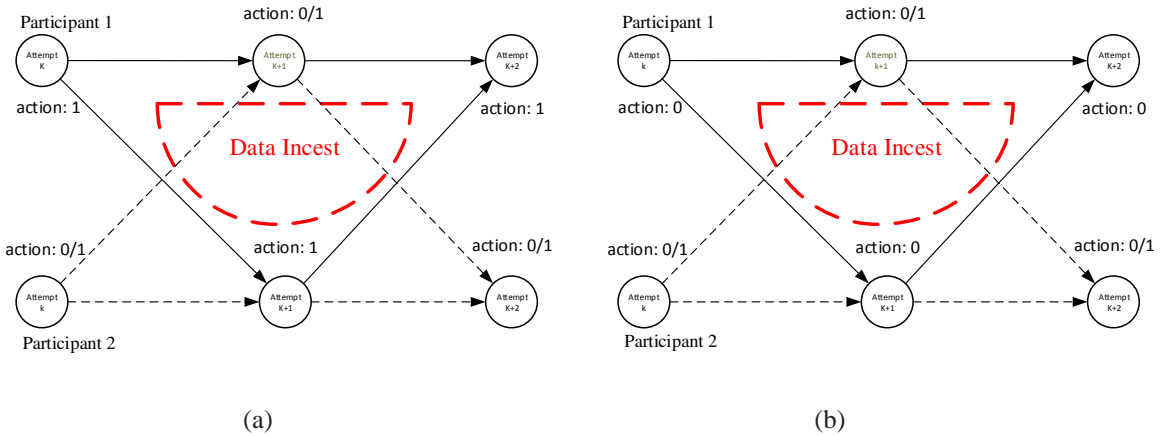 Participant 1
action: 0/1
Attempt
K
Attempt
K+1
Attempt
K+2
action: 1
action: 1
Data Incest
action: 0/1
action: 1
action: 0/1
Attempt
k
Attempt
K+1
Attempt
K+2
Participant 2
(a)
Participant 1
action: 0/1
Attempt
k
Attempt
k+1
Attempt
K+2
action: 0
action: 0
Data Incest
action: 0/1
action: 0
action: 0/1
Attempt
k
Attempt
K+1
Attempt
K+2
Participant 2
(b)